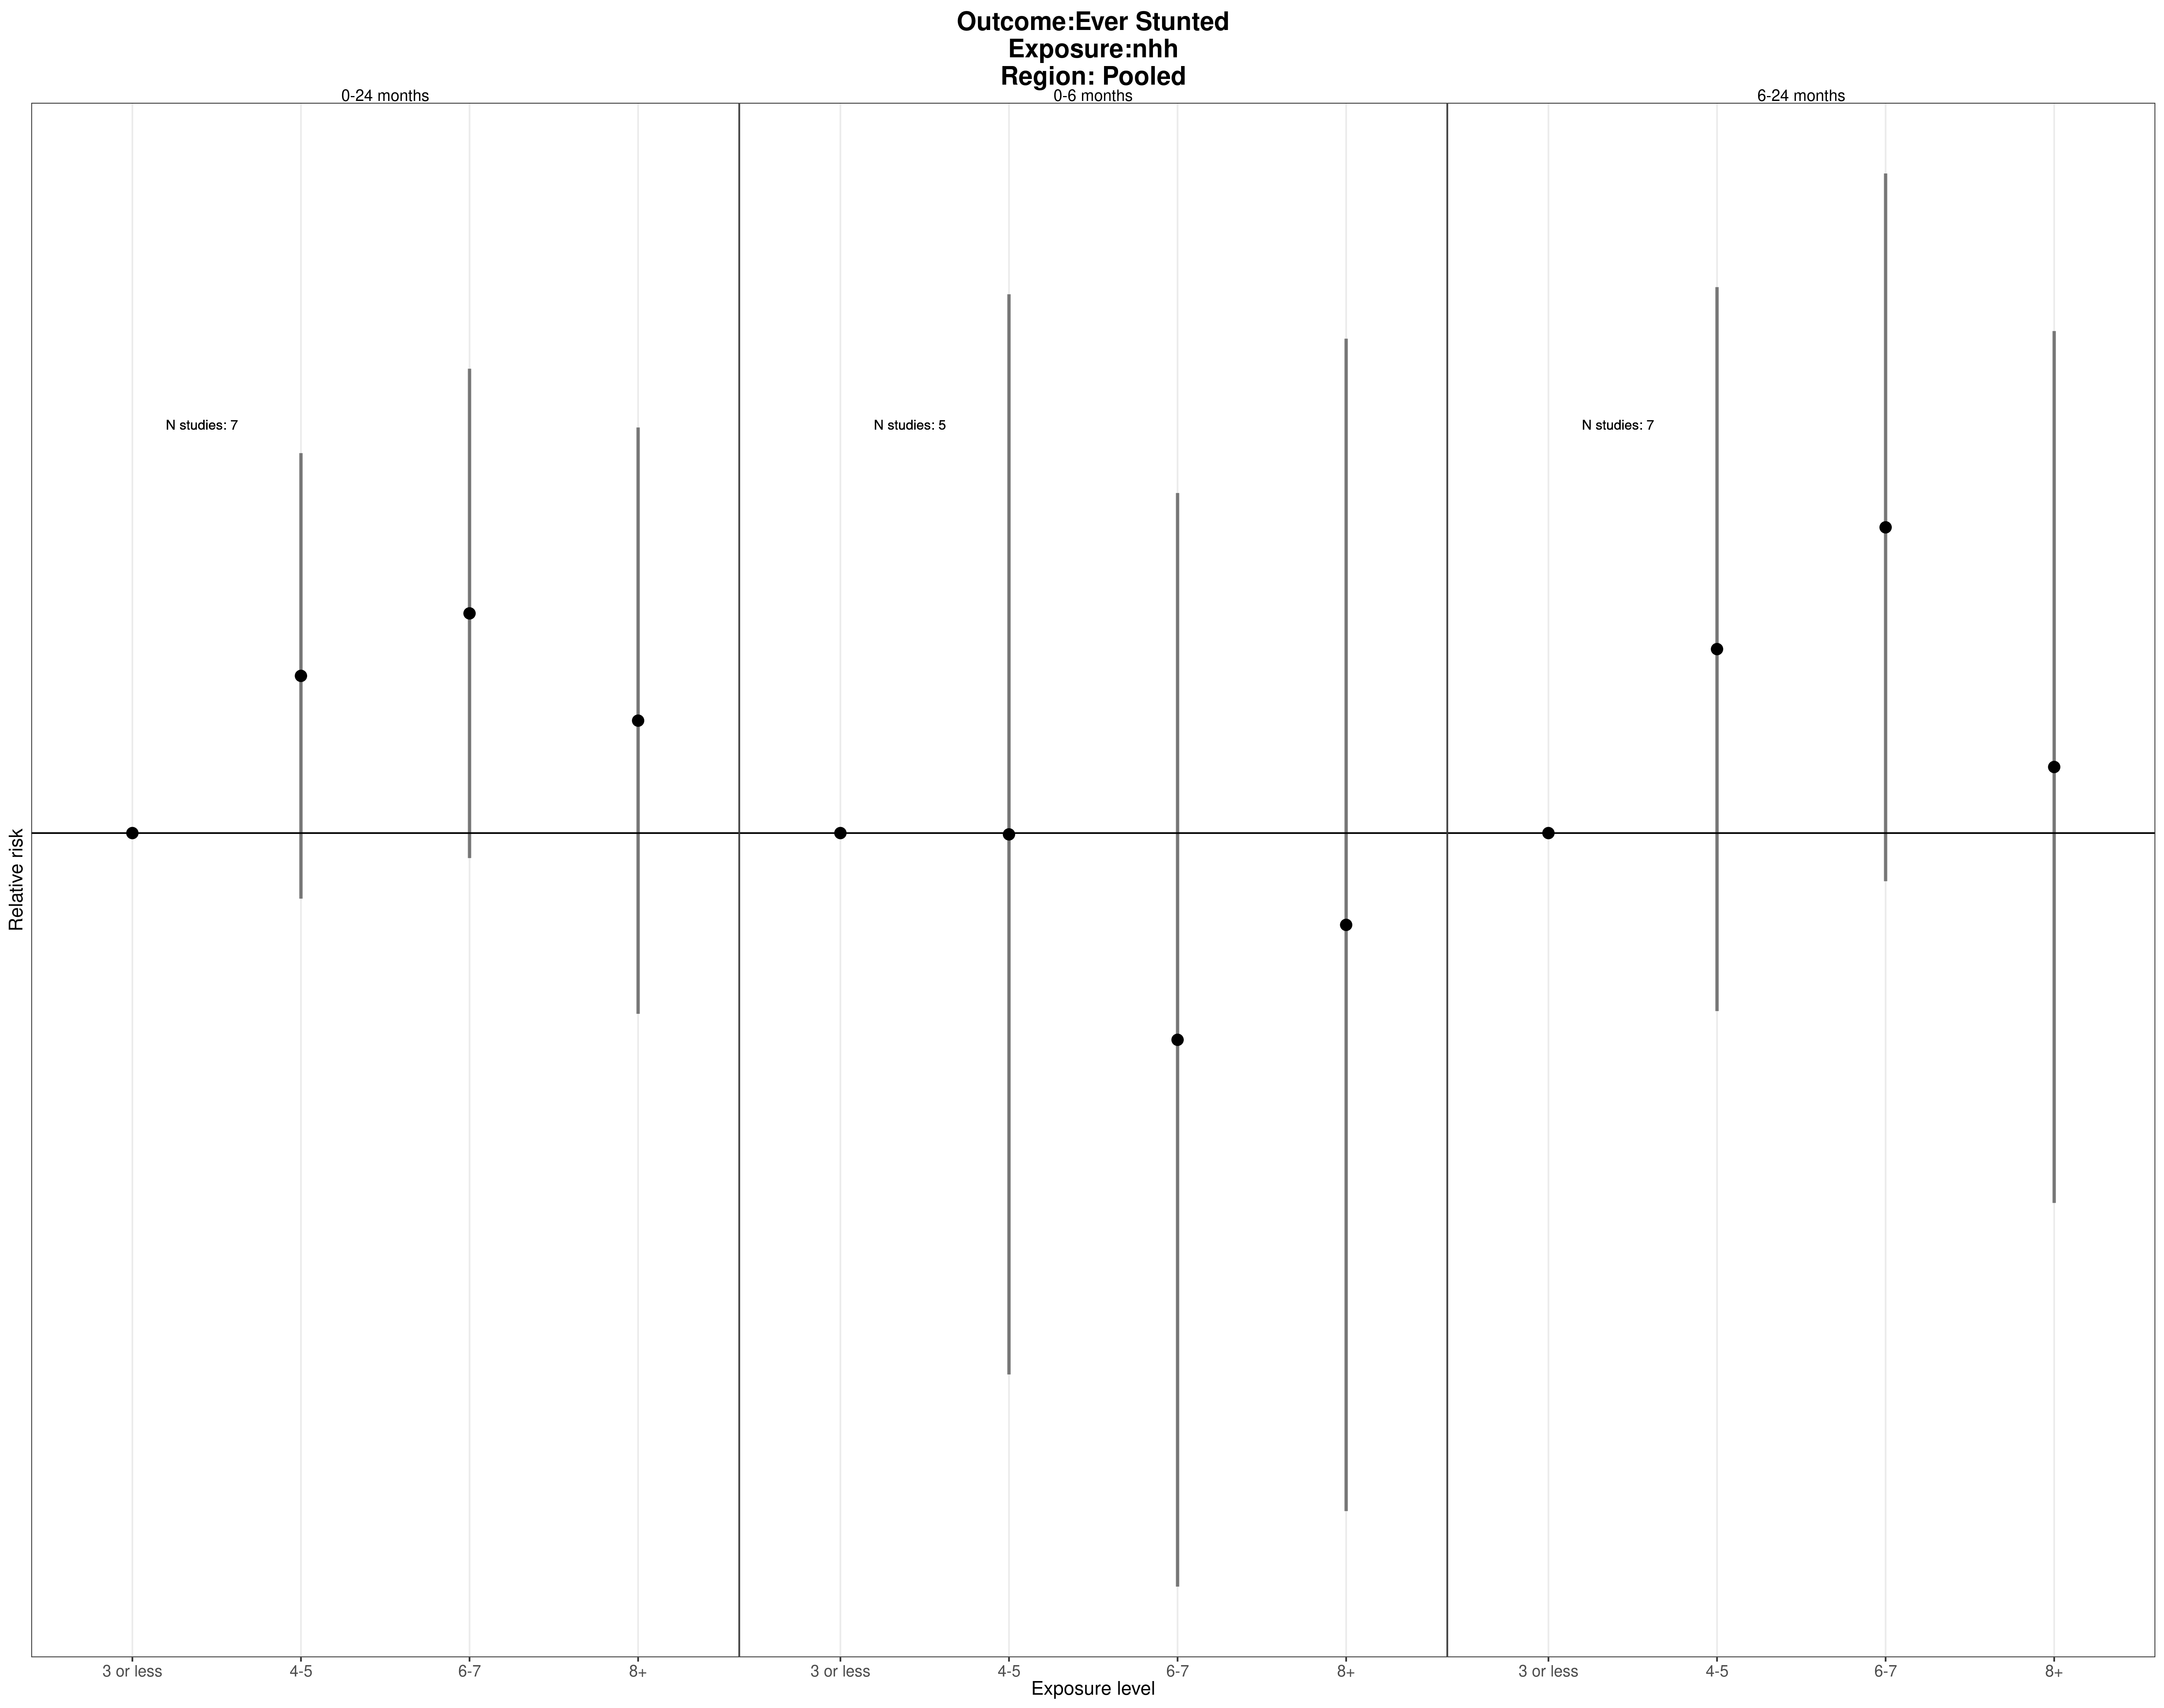 Outcome:Ever Stunted
Exposure:nhh
Region: Pooled
0-24 months
0-6 months
6-24 months
N studies: 7
N studies: 5
N studies: 7
Relative risk
3 or less
4-5
6-7
8+
3 or less
4-5
6-7
8+
3 or less
4-5
6-7
8+
Exposure level